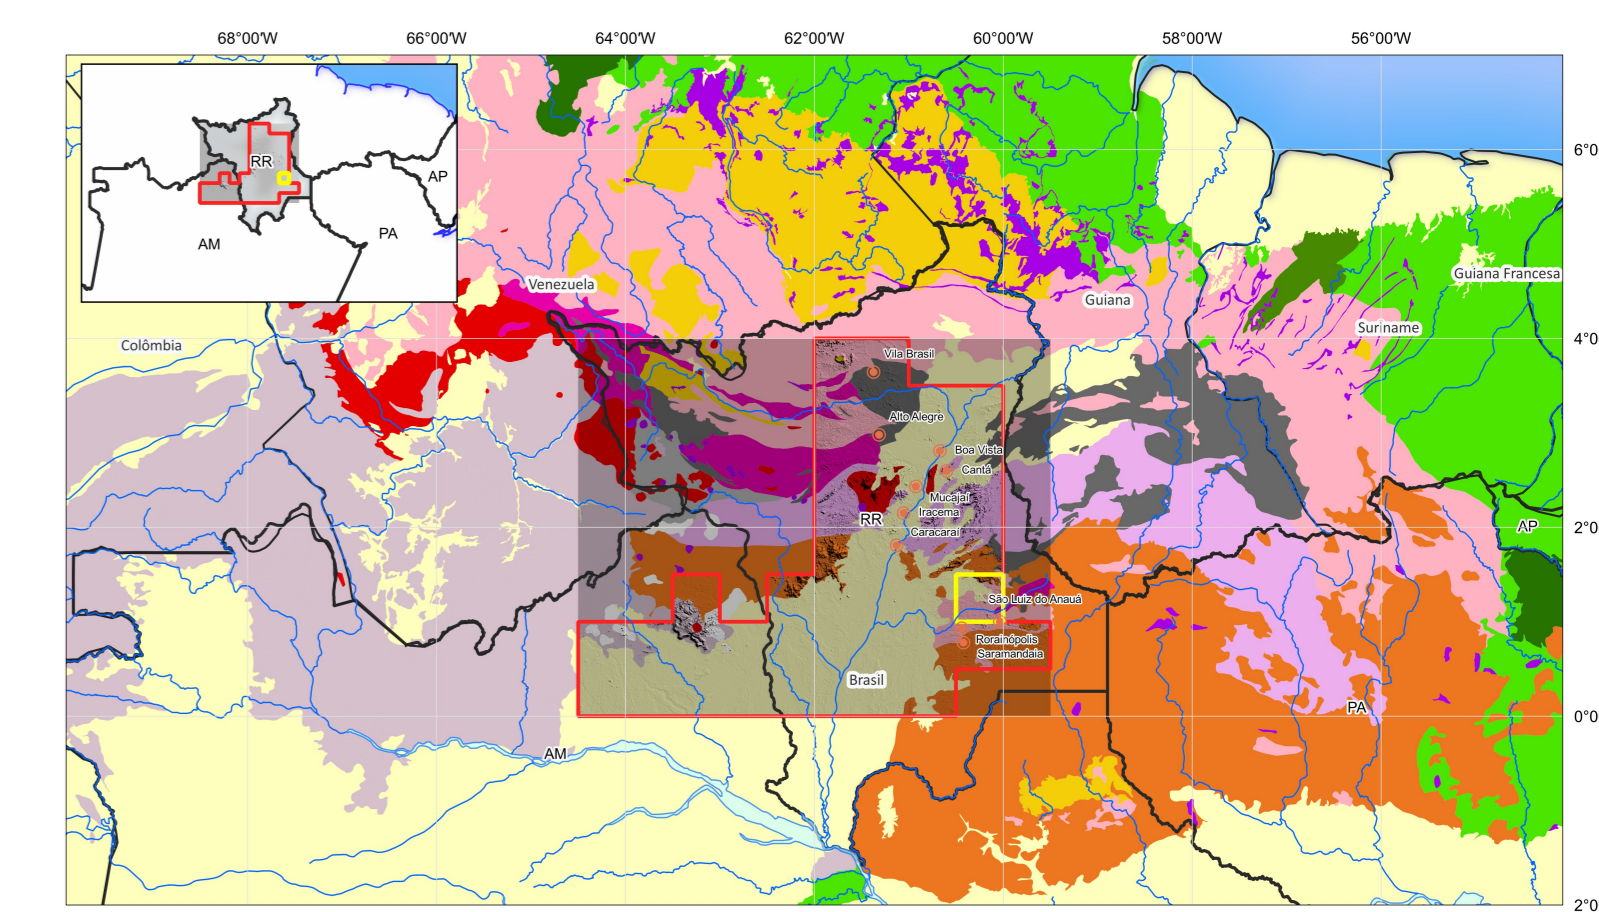 68°00'W 66°00'W 64°00'W 62°00'W 60°00'W 58°00'W 56°00'W
RR
AP
AM
PA
6°0
Venezuela
Guiana
Guiana Francesa
Suriname
4°0
Colômbia
Vila Brasil
Alto Alegre
Boa Vista
Cantá
Mucajaí
Iracema
RR
Caracaraí
AP
2°0
São Luiz do Anauá
Rorainópolis
Saramandaia
Brasil
PA
0°0
AM
2°0